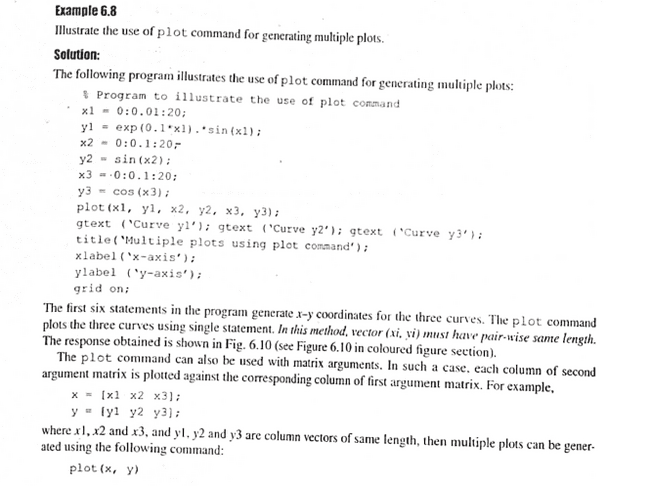 Example 6.8
Illustrate the use of plot command for generating multiple plots.
Solution:
The following program illustrates the use of plot command for generating multiple plots:
% Program to illustrate the use of plot command
x1 = 0:0.01:20;
y1 = exp(0.1*x1).*sin(x1);
x2 = 0:0.1:20;
y2 = sin(x2);
x3 = 0:0.1:20;
y3 = cos(x3);
plot(x1, y1, x2, y2, x3, y3);
gtext ('Curve y1'); gtext ('Curve y2'); gtext ('Curve y3');
title('Multiple plots using plot command');
xlabel('x-axis');
ylabel ('y-axis');
grid on;
The first six statements in the program generate x-y coordinates for the three curves. The plot command
plots the three curves using single statement. In this method, vector (xi, yi) must have pair-wise same length.
The response obtained is shown in Fig. 6.10 (see Figure 6.10 in coloured figure section).
The plot command can also be used with matrix arguments. In such a case, each column of second
argument matrix is plotted against the corresponding column of first argument matrix. For example,
x = [x1 x2 x3];
y = [y1 y2 y3];
where x1, x2 and x3, and y1, y2 and y3 are column vectors of same length, then multiple plots can be gener-
ated using the following command:
plot(x, y)